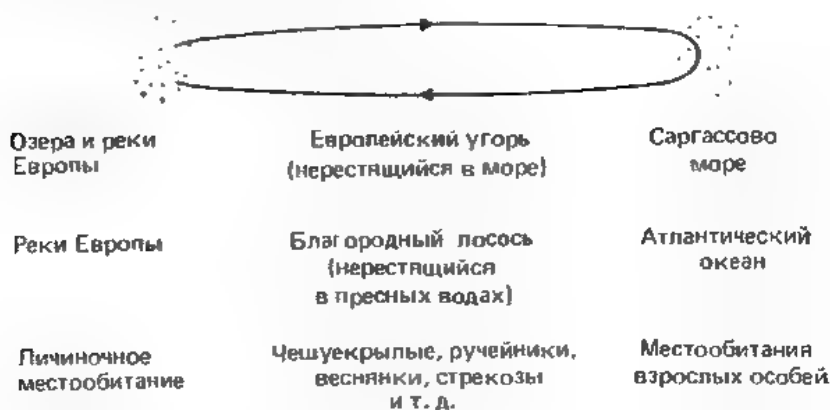 Озера и реки
Европы
Европейский угорь
(нерестящийся в море)
Саргассово
море
Реки Европы
Благородный лосось
(нерестящийся
в пресных водах)
Атлантический
океан
Личиночное
местообитание
Чешуекрылые, ручейники,
веснянки, стрекозы
и т. д.
Местообитания
взрослых особей